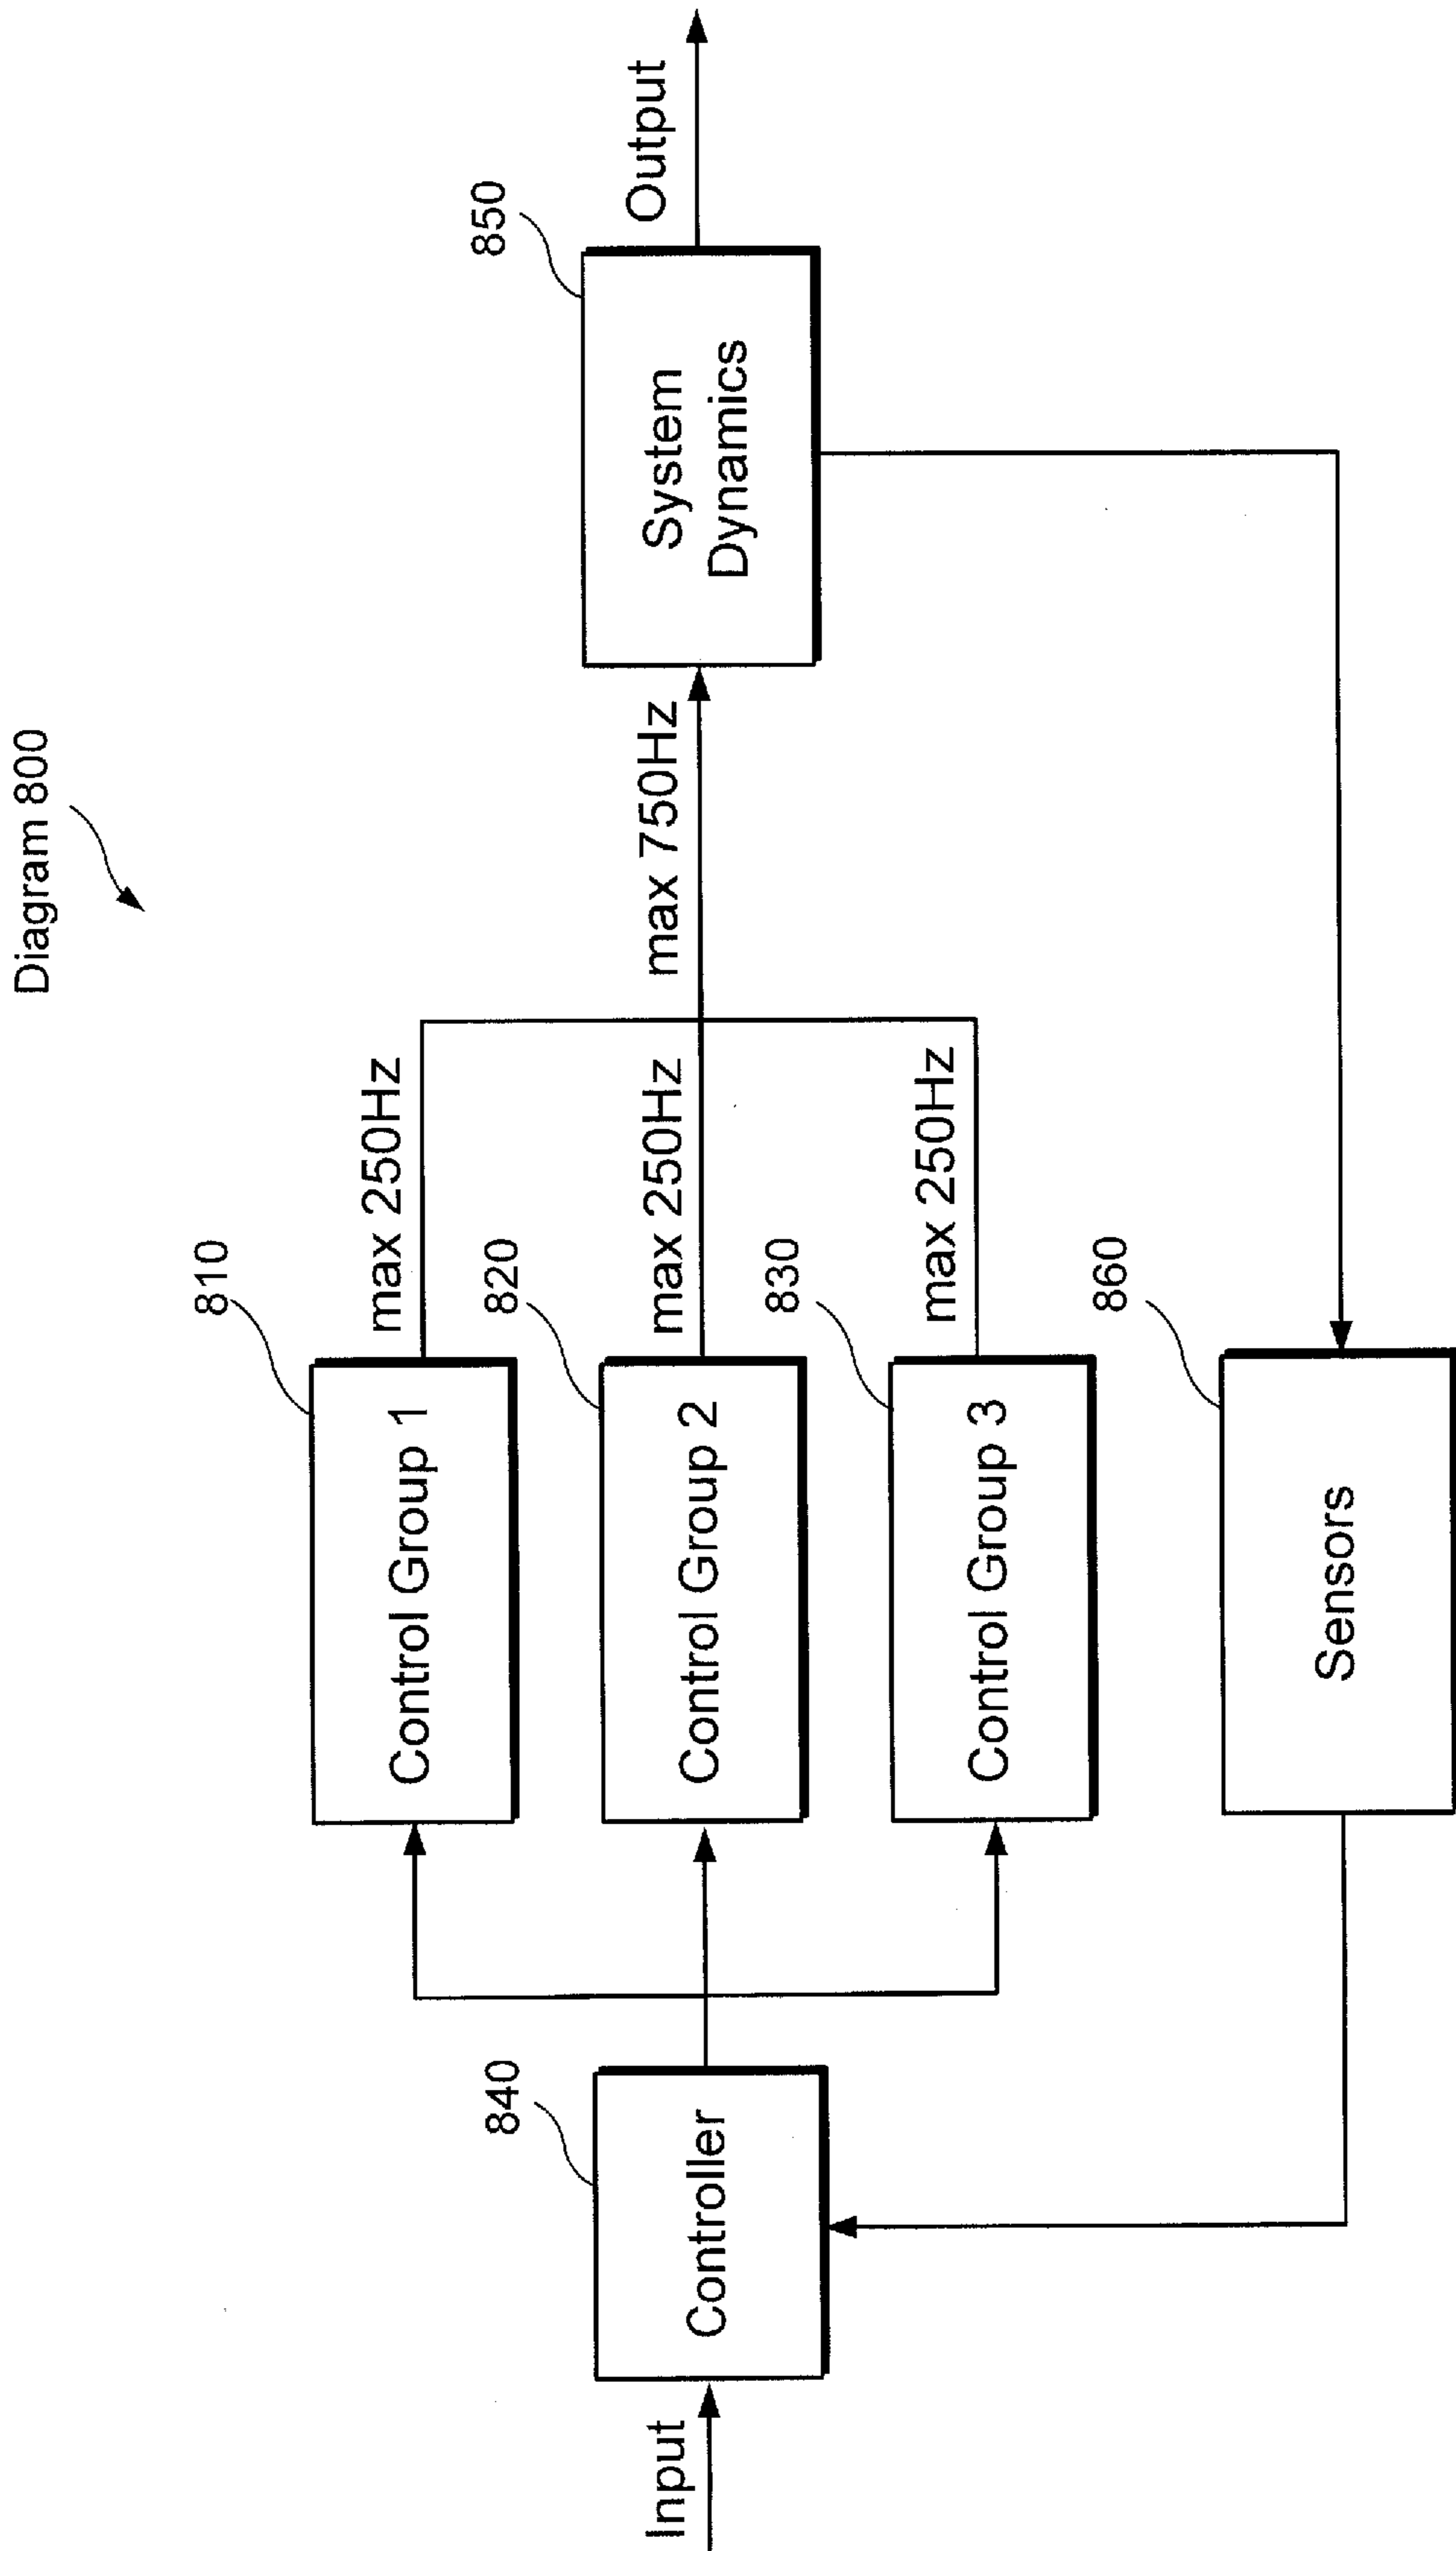 Diagram 800
810
Control Group 1
max 250Hz
820
Control Group 2
max 250Hz
max 750Hz
830
Control Group 3
max 250Hz
Input
840
Controller
850
System
Dynamics
Output
860
Sensors